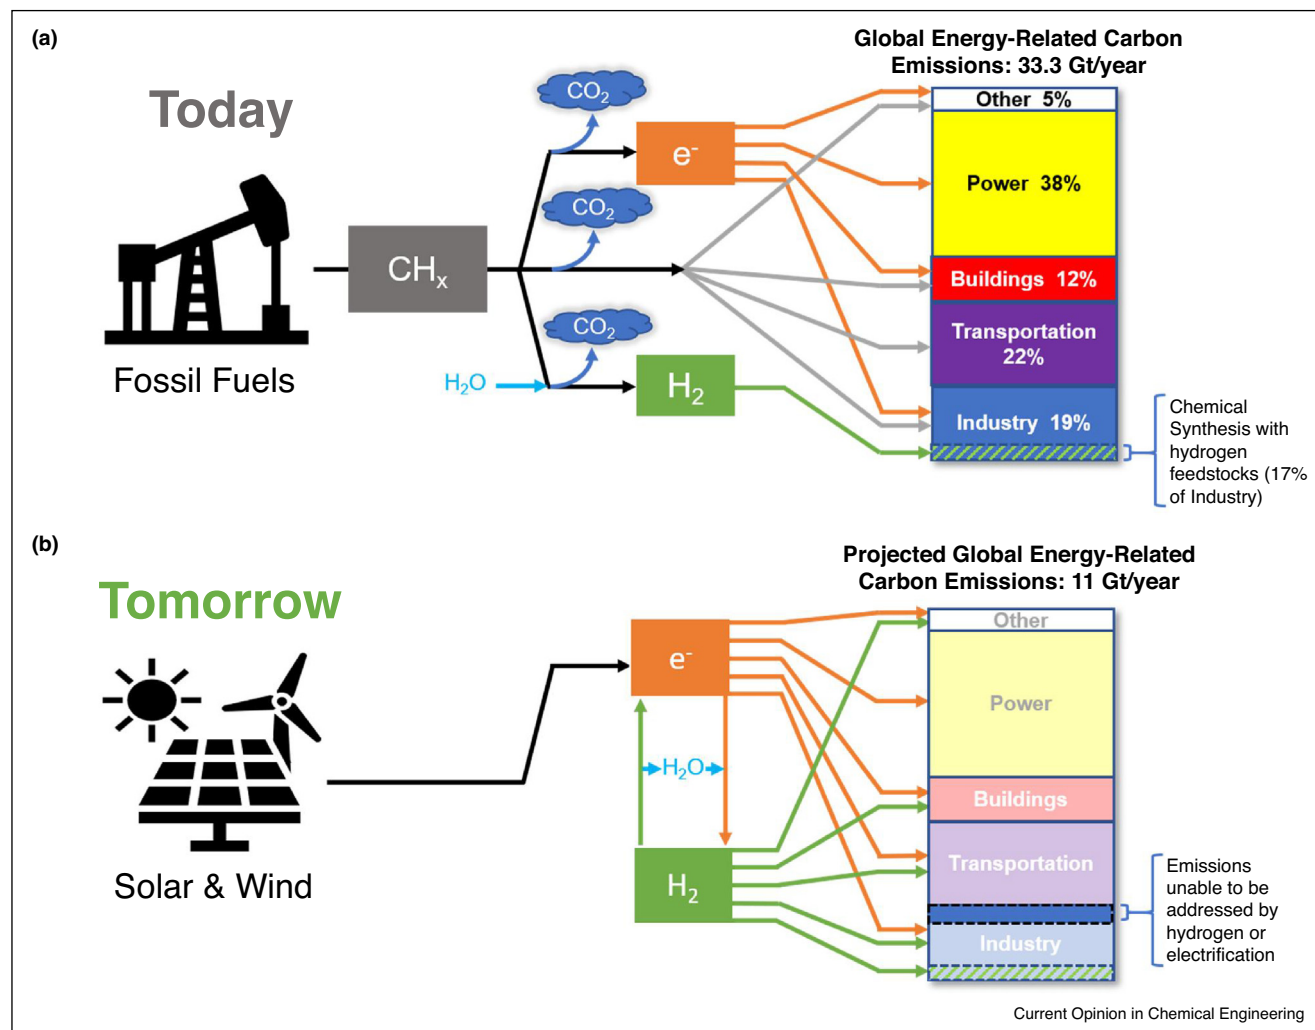 (a)
Global Energy-Related Carbon
Emissions: 33.3 Gt/year
Today
CO₂
e⁻
Other 5%
Power 38%
CO₂
CHₓ
Buildings 12%
CO₂
Transportation
22%
Fossil Fuels
H₂O
H₂
Industry 19%
Chemical
Synthesis with
hydrogen
feedstocks (17%
of Industry)
(b)
Projected Global Energy-Related
Carbon Emissions: 11 Gt/year
Tomorrow
e⁻
Other
Power
H₂O
Buildings
Solar & Wind
H₂
Transportation
Industry
Emissions
unable to be
addressed by
hydrogen or
electrification
Current Opinion in Chemical Engineering